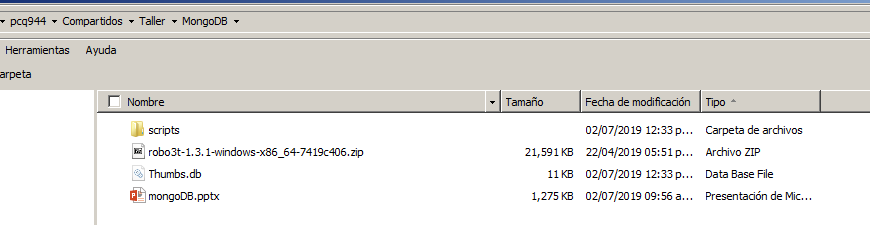 pcq944 Compartidos Taller MongoDB
Herramientas Ayuda
arpeta
Nombre Tamaño Fecha de modificación Tipo
scripts 02/07/2019 12:33 p... Carpeta de archivos
robo3t-1.3.1-windows-x86_64-7419c406.zip 21,591 KB 22/04/2019 05:51 p... Archivo ZIP
Thumbs.db 11 KB 02/07/2019 12:33 p... Data Base File
mongoDB.pptx 1,275 KB 02/07/2019 09:56 a... Presentación de Mic...